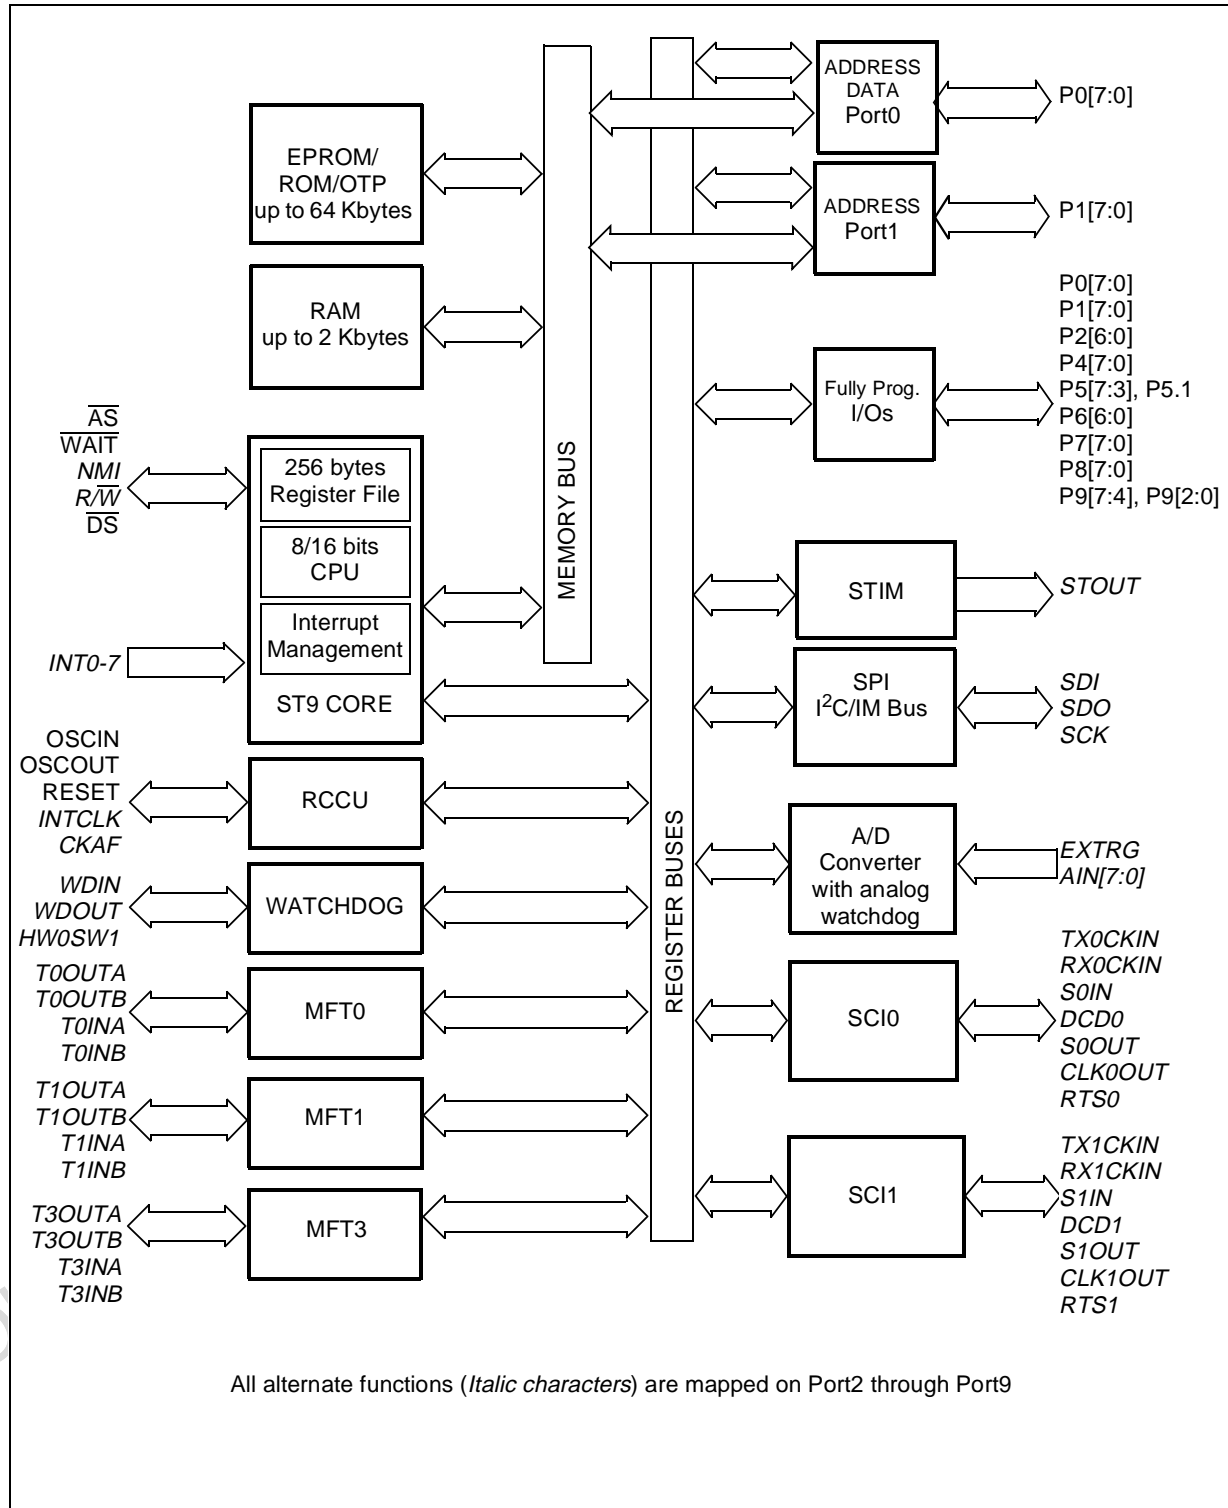 EPROM/
ROM/OTP
up to 64 Kbytes
RAM
up to 2 Kbytes
AS
WAIT
NMI
R/W
DS
256 bytes
Register File
8/16 bits
CPU
Interrupt
Management
INT0-7
ST9 CORE
OSCIN
OSCOUT
RESET
INTCLK
CKAF
RCCU
WDIN
WDOUT
HW0SW1
WATCHDOG
T0OUTA
T0OUTB
T0INA
T0INB
MFT0
T1OUTA
T1OUTB
T1INA
T1INB
MFT1
T3OUTA
T3OUTB
T3INA
T3INB
MFT3
MEMORY BUS
REGISTER BUSES
ADDRESS
DATA
Port0
P0[7:0]
ADDRESS
Port1
P1[7:0]
Fully Prog.
I/Os
P0[7:0]
P1[7:0]
P2[6:0]
P4[7:0]
P5[7:3], P5.1
P6[6:0]
P7[7:0]
P8[7:0]
P9[7:4], P9[2:0]
STIM
STOUT
SPI
I²C/IM Bus
SDI
SDO
SCK
A/D
Converter
with analog
watchdog
EXTRG
AIN[7:0]
SCI0
TX0CKIN
RX0CKIN
S0IN
DCD0
S0OUT
CLK0OUT
RTS0
SCI1
TX1CKIN
RX1CKIN
S1IN
DCD1
S1OUT
CLK1OUT
RTS1
All alternate functions (Italic characters) are mapped on Port2 through Port9